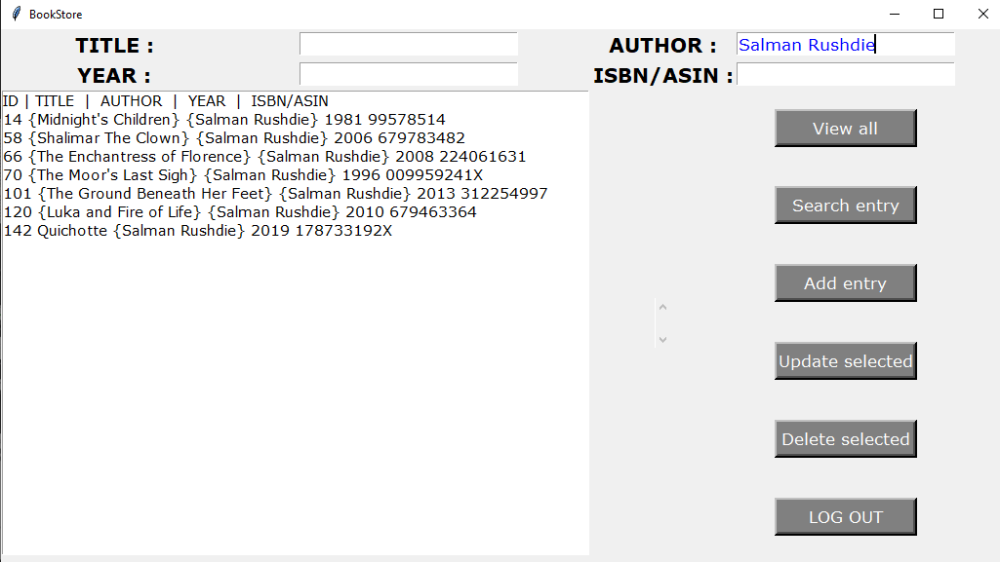 BookStore
TITLE :
AUTHOR :
Salman Rushdie
YEAR :
ISBN/ASIN :
ID | TITLE | AUTHOR | YEAR | ISBN/ASIN
14 {Midnight's Children} {Salman Rushdie} 1981 99578514
58 {Shalimar The Clown} {Salman Rushdie} 2006 679783482
66 {The Enchantress of Florence} {Salman Rushdie} 2008 224061631
70 {The Moor's Last Sigh} {Salman Rushdie} 1996 009959241X
101 {The Ground Beneath Her Feet} {Salman Rushdie} 2013 312254997
120 {Luka and Fire of Life} {Salman Rushdie} 2010 679463364
142 Quichotte {Salman Rushdie} 2019 178733192X
View all
Search entry
Add entry
Update selected
Delete selected
LOG OUT